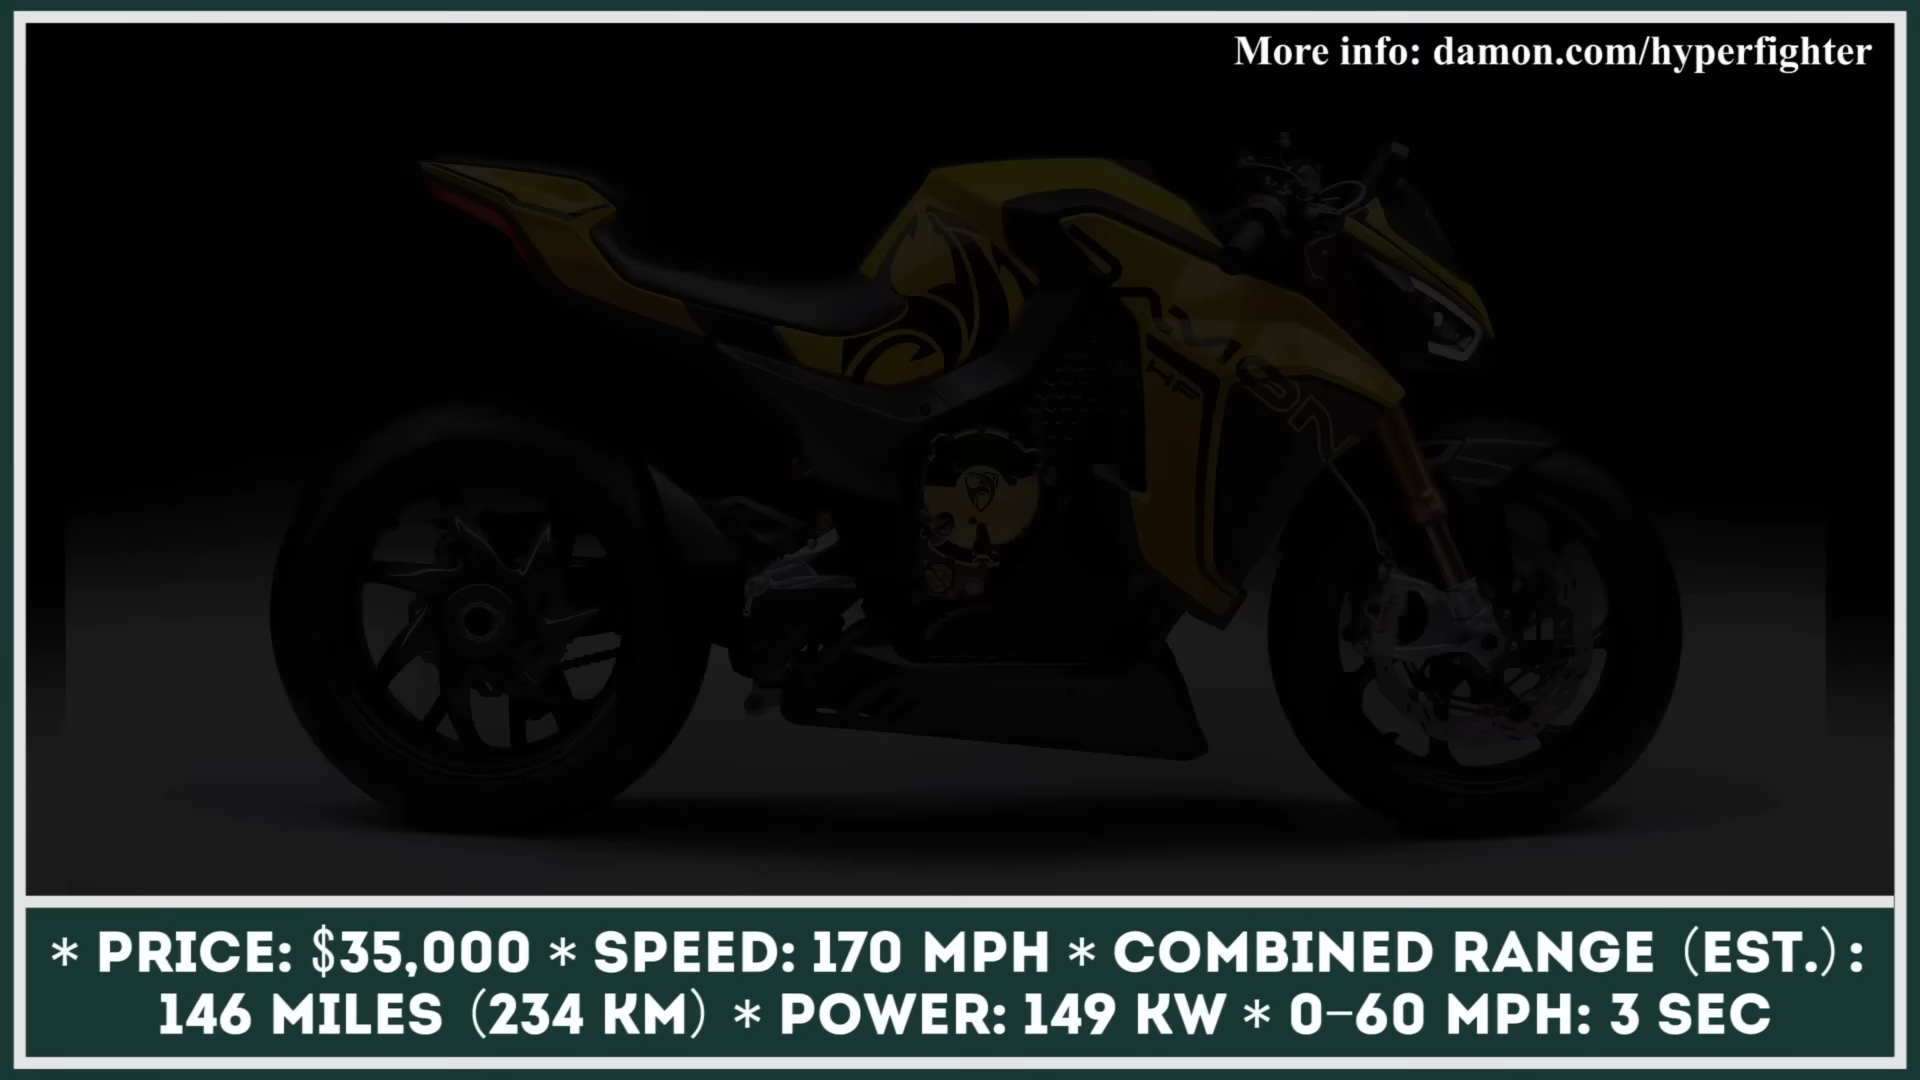 More info: damon.com/hyperfighter
HF
* PRICE: $35,000 * SPEED: 170 MPH * COMBINED RANGE (EST.):
146 MILES (234 KM) * POWER: 149 KW * 0-60 MPH: 3 SEC